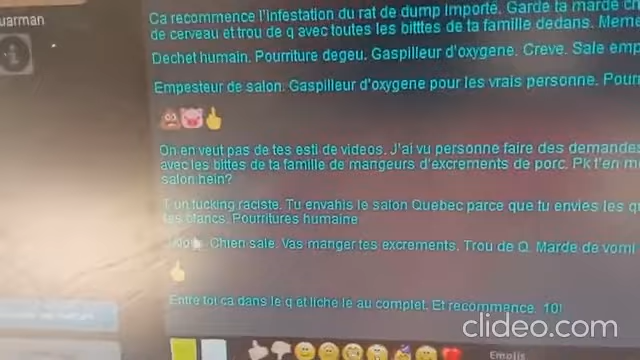 uarman
Ca recommence l'infestation du rat de dump importé. Garde ta marde
de cerveau et trou de q avec toutes les bitttes de ta famille dedans.
Dechet humain. Pourriture degeu. Gaspilleur d'oxygene. Creve. Sale
Empesteur de salon. Gaspilleur d'oxygene pour les vrais personne.
💩🐷🖕
On en veut pas de tes esti de videos. J'ai vu personne faire des demandes
avec les bittes de ta famille de mangeurs d'excrements de porc. Pk t'en
salon hein?
T un fucking raciste. Tu envahis le salon Quebec parce que tu envies les
les blancs. Pourritures humaine
Chien sale. Vas manger tes excrements. Trou de Q. Marde de vomi
🖕
Entre toi ca dans le q et liche le au complet. Et recommence. 10!
Emojis
clideo.com